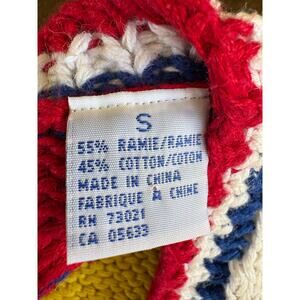 S
55% RAMIE/RAMIE
45% COTTON/COTON
MADE IN CHINA
FABRIQUE À CHINE
RN 73021
CA 05633